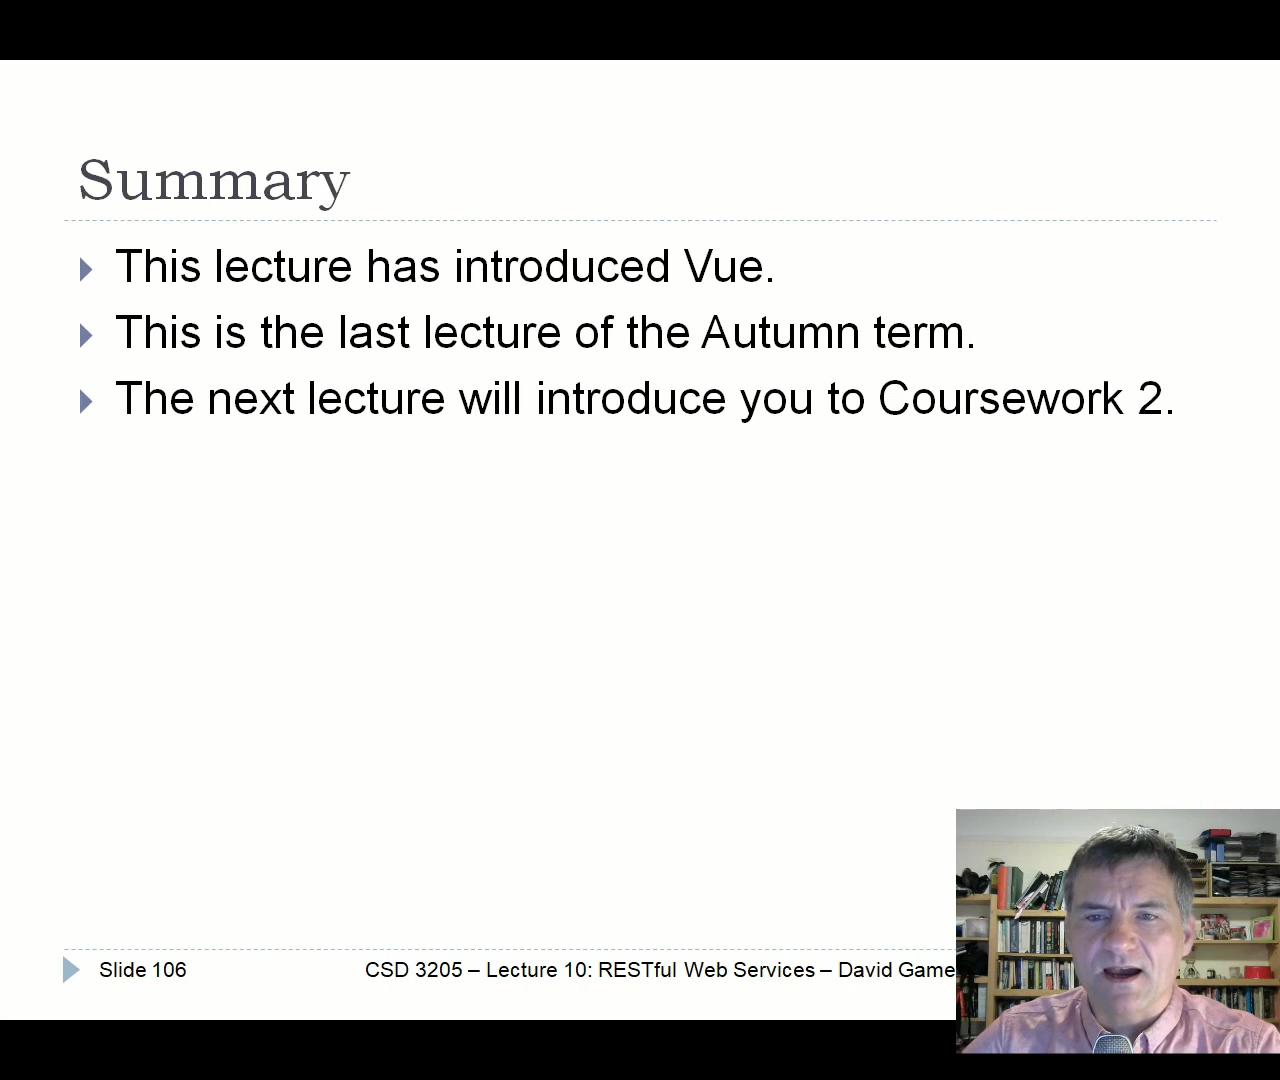 Summary
This lecture has introduced Vue.
This is the last lecture of the Autumn term.
The next lecture will introduce you to Coursework 2.
Slide 106
CSD 3205 – Lecture 10: RESTful Web Services – David Game